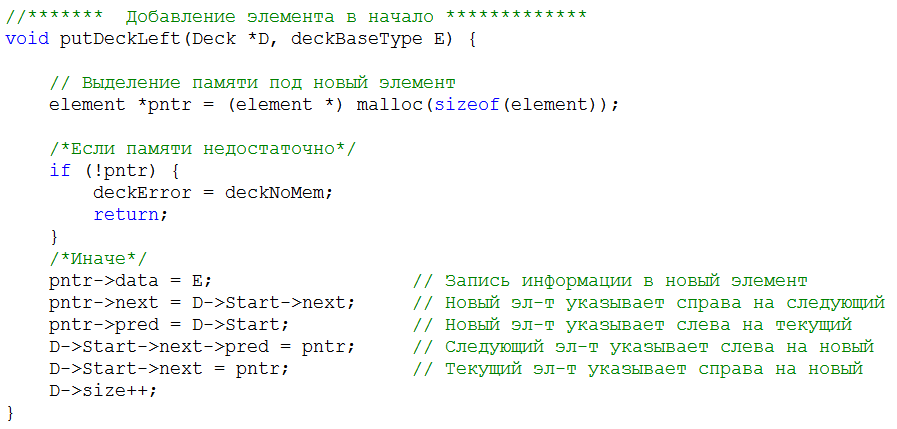 //*******  Добавление элемента в начало *************
void putDeckLeft(Deck *D, deckBaseType E) {
    // Выделение памяти под новый элемент
    element *pntr = (element *) malloc(sizeof(element));
    /*Если памяти недостаточно*/
    if (!pntr) {
        deckError = deckNoMem;
        return;
    }
    /*Иначе*/
    pntr->data = E;                  // Запись информации в новый элемент
    pntr->next = D->Start->next;     // Новый эл-т указывает справа на следующий
    pntr->pred = D->Start;           // Новый эл-т указывает слева на текущий
    D->Start->next->pred = pntr;     // Следующий эл-т указывает слева на новый
    D->Start->next = pntr;           // Текущий эл-т указывает справа на новый
    D->size++;
}